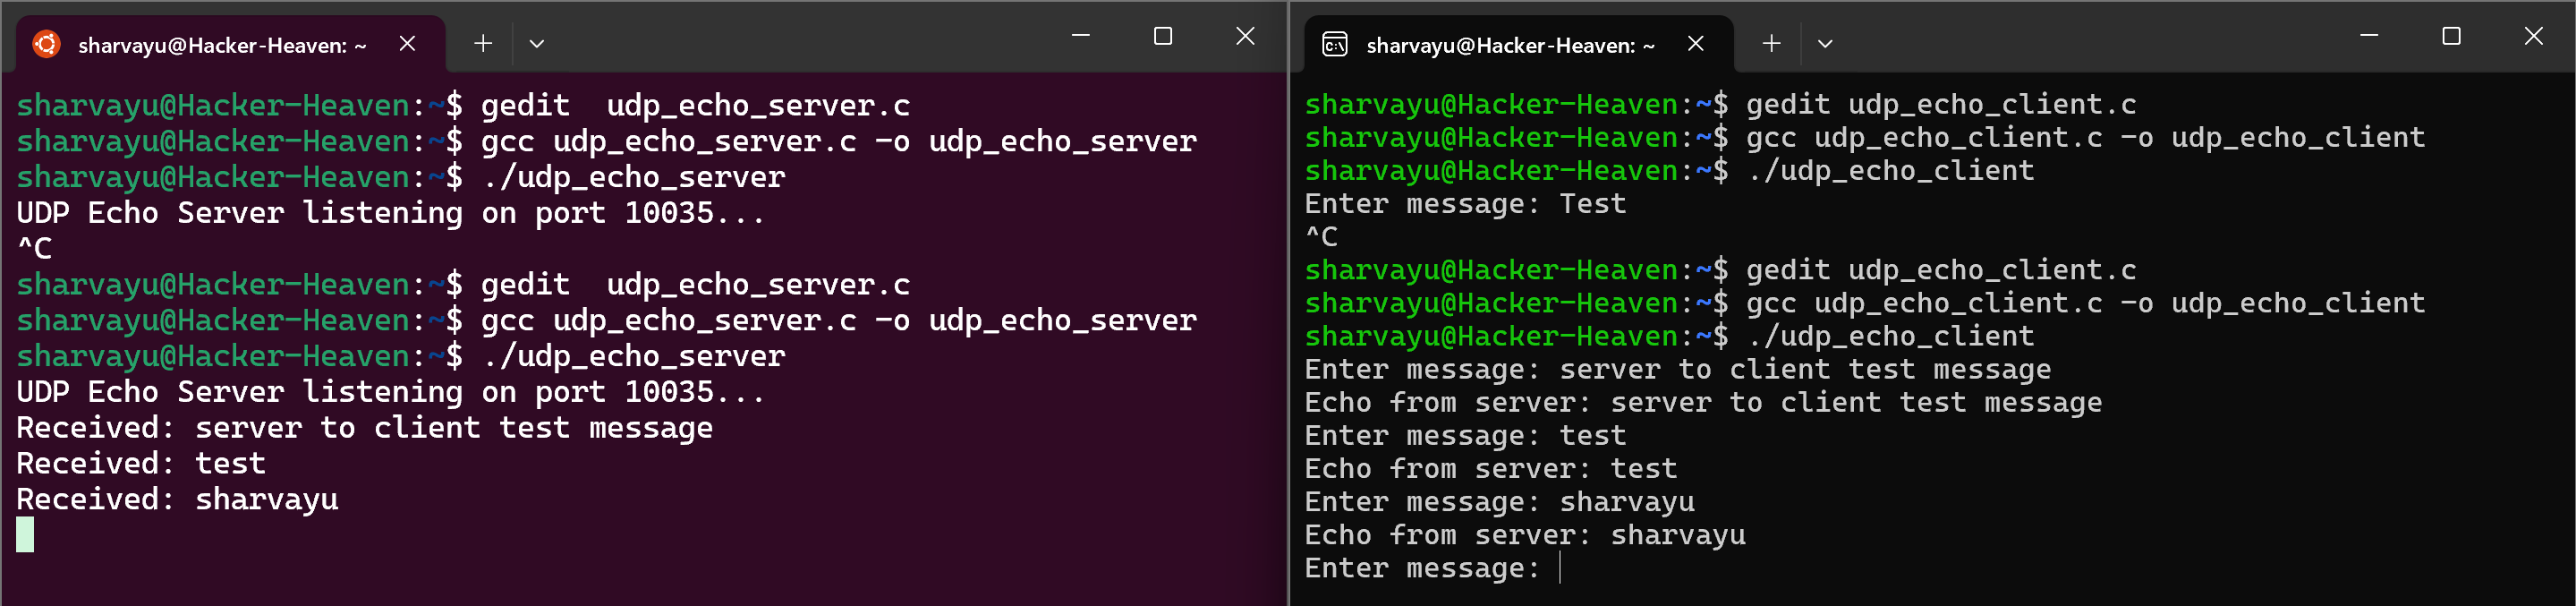 sharvayu@Hacker-Heaven: ~
sharvayu@Hacker-Heaven:~$ gedit  udp_echo_server.c
sharvayu@Hacker-Heaven:~$ gcc udp_echo_server.c -o udp_echo_server
sharvayu@Hacker-Heaven:~$ ./udp_echo_server
UDP Echo Server listening on port 10035...
^C
sharvayu@Hacker-Heaven:~$ gedit  udp_echo_server.c
sharvayu@Hacker-Heaven:~$ gcc udp_echo_server.c -o udp_echo_server
sharvayu@Hacker-Heaven:~$ ./udp_echo_server
UDP Echo Server listening on port 10035...
Received: server to client test message
Received: test
Received: sharvayu
sharvayu@Hacker-Heaven: ~
sharvayu@Hacker-Heaven:~$ gedit udp_echo_client.c
sharvayu@Hacker-Heaven:~$ gcc udp_echo_client.c -o udp_echo_client
sharvayu@Hacker-Heaven:~$ ./udp_echo_client
Enter message: Test
^C
sharvayu@Hacker-Heaven:~$ gedit udp_echo_client.c
sharvayu@Hacker-Heaven:~$ gcc udp_echo_client.c -o udp_echo_client
sharvayu@Hacker-Heaven:~$ ./udp_echo_client
Enter message: server to client test message
Echo from server: server to client test message
Enter message: test
Echo from server: test
Enter message: sharvayu
Echo from server: sharvayu
Enter message: